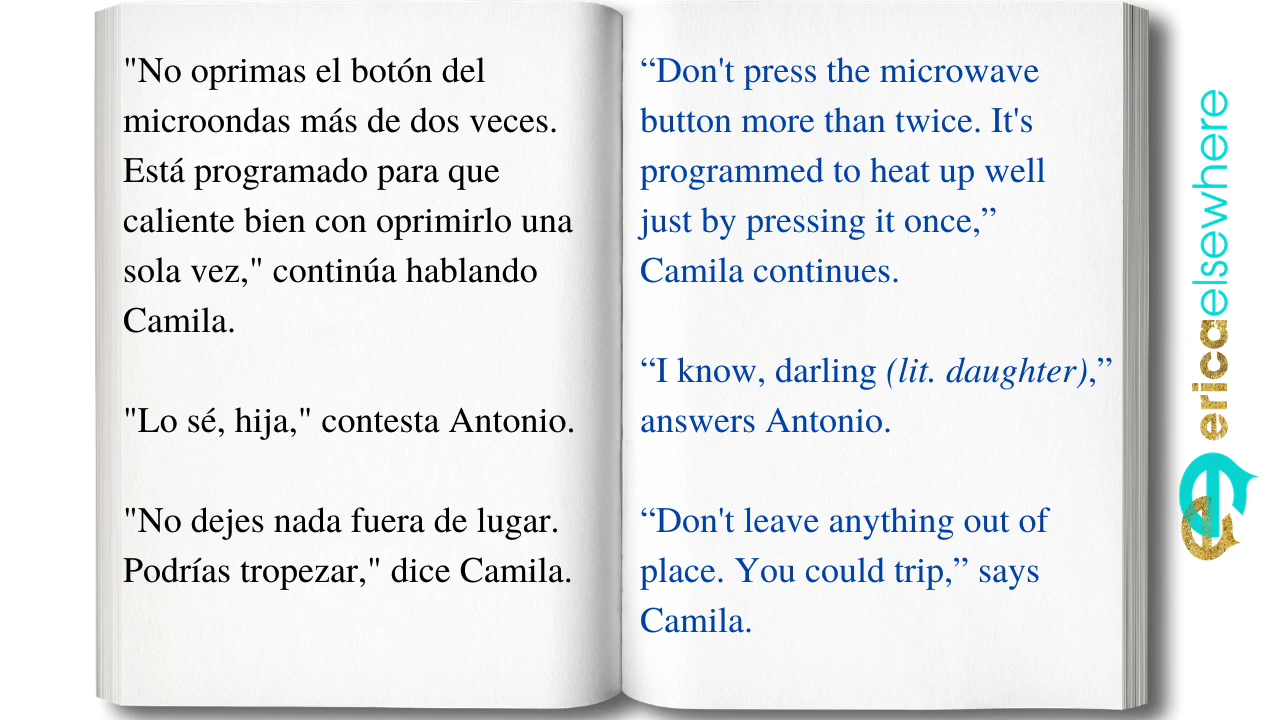 "No oprimas el botón del
microondas más de dos veces.
Está programado para que
caliente bien con oprimirlo una
sola vez," continúa hablando
Camila.
"Lo sé, hija," contesta Antonio.
"No dejes nada fuera de lugar.
Podrías tropezar," dice Camila.
“Don't press the microwave
button more than twice. It's
programmed to heat up well
just by pressing it once,”
Camila continues.
“I know, darling (lit. daughter),”
answers Antonio.
“Don't leave anything out of
place. You could trip,” says
Camila.
ericaelsewhere